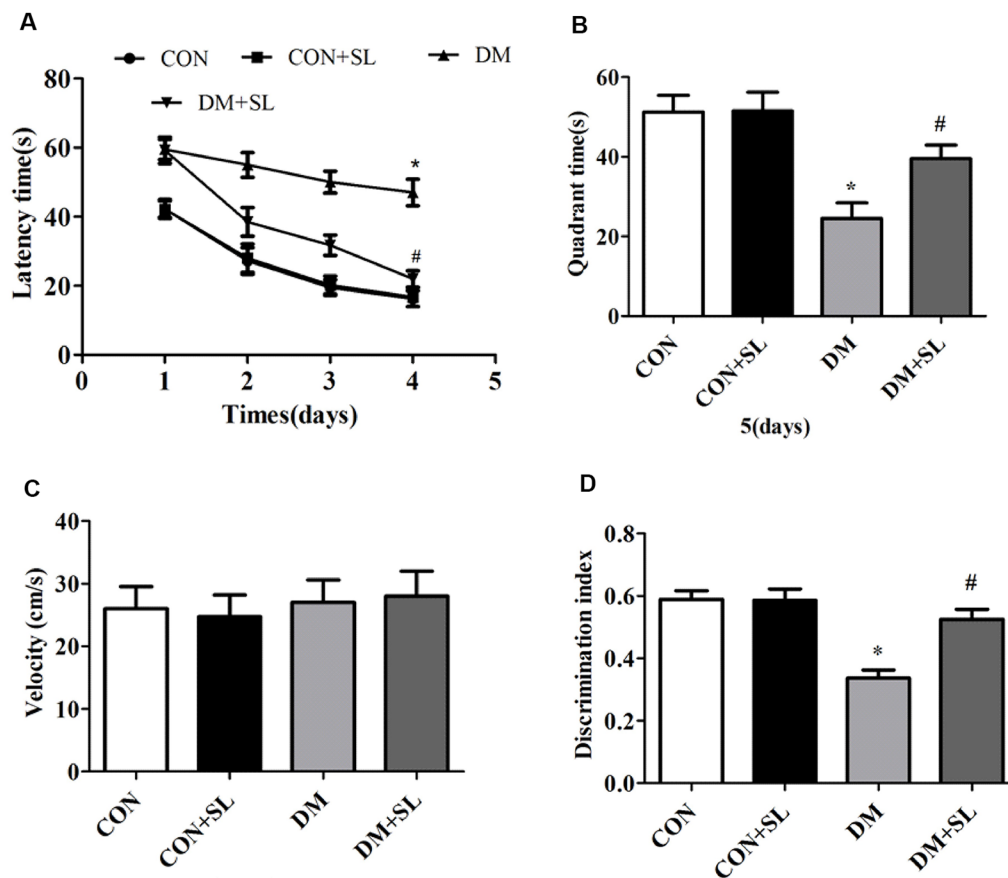 A
CON CON+SL DM
DM+SL
Latency time(s)
80
60
40
20
0
*
#
0 1 2 3 4 5
Times(days)
B
Quadrant time(s)
60
40
20
0
*
#
CON CON+SL DM DM+SL
5(days)
C
Velocity (cm/s)
40
30
20
10
0
CON CON+SL DM DM+SL
D
Discrimination index
0.8
0.6
0.4
0.2
0.0
*
#
CON CON+SL DM DM+SL